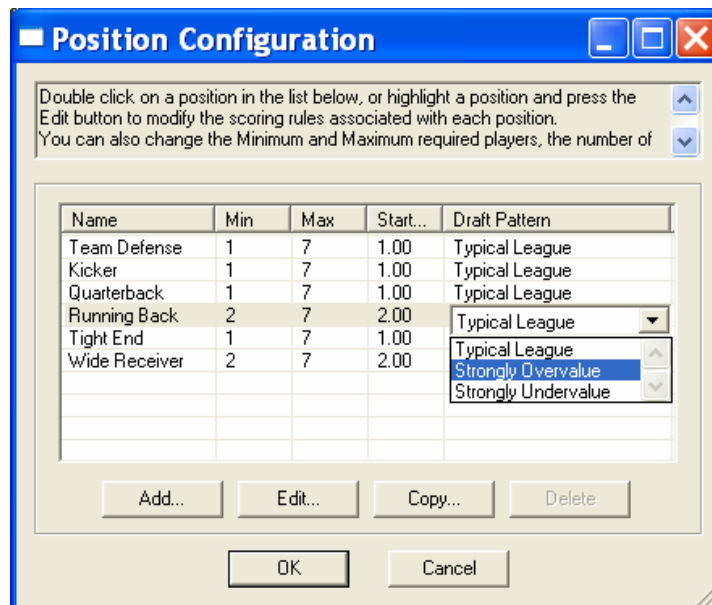 Position Configuration
Double click on a position in the list below, or highlight a position and press the
Edit button to modify the scoring rules associated with each position.
You can also change the Minimum and Maximum required players, the number of
Name Min Max Start... Draft Pattern
Team Defense 1 7 1.00 Typical League
Kicker 1 7 1.00 Typical League
Quarterback 1 7 1.00 Typical League
Running Back 2 7 2.00 Typical League
Tight End 1 7 1.00 Typical League
Wide Receiver 2 7 2.00 Strongly Overvalue
Strongly Undervalue
Add... Edit... Copy... Delete
OK Cancel